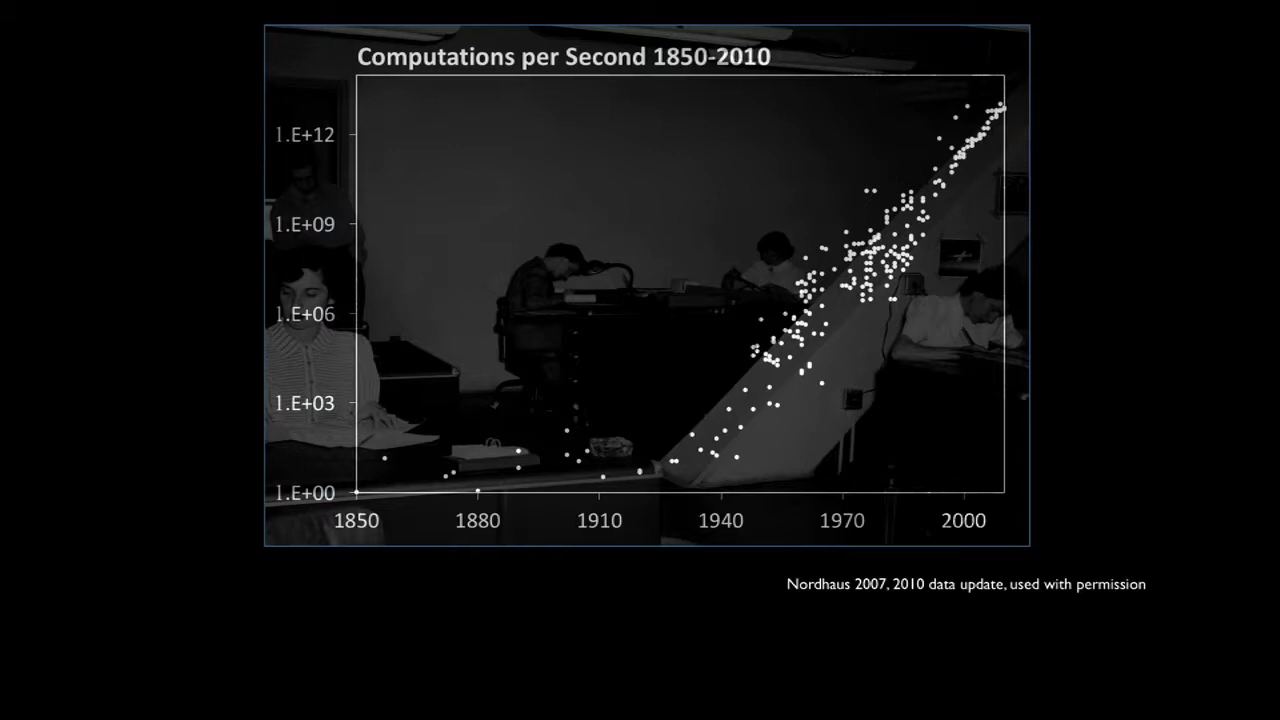 Computations per Second 1850-2010
1.E+12
1.E+09
1.E+06
1.E+03
1.E+00
1850 1880 1910 1940 1970 2000
Nordhaus 2007, 2010 data update, used with permission